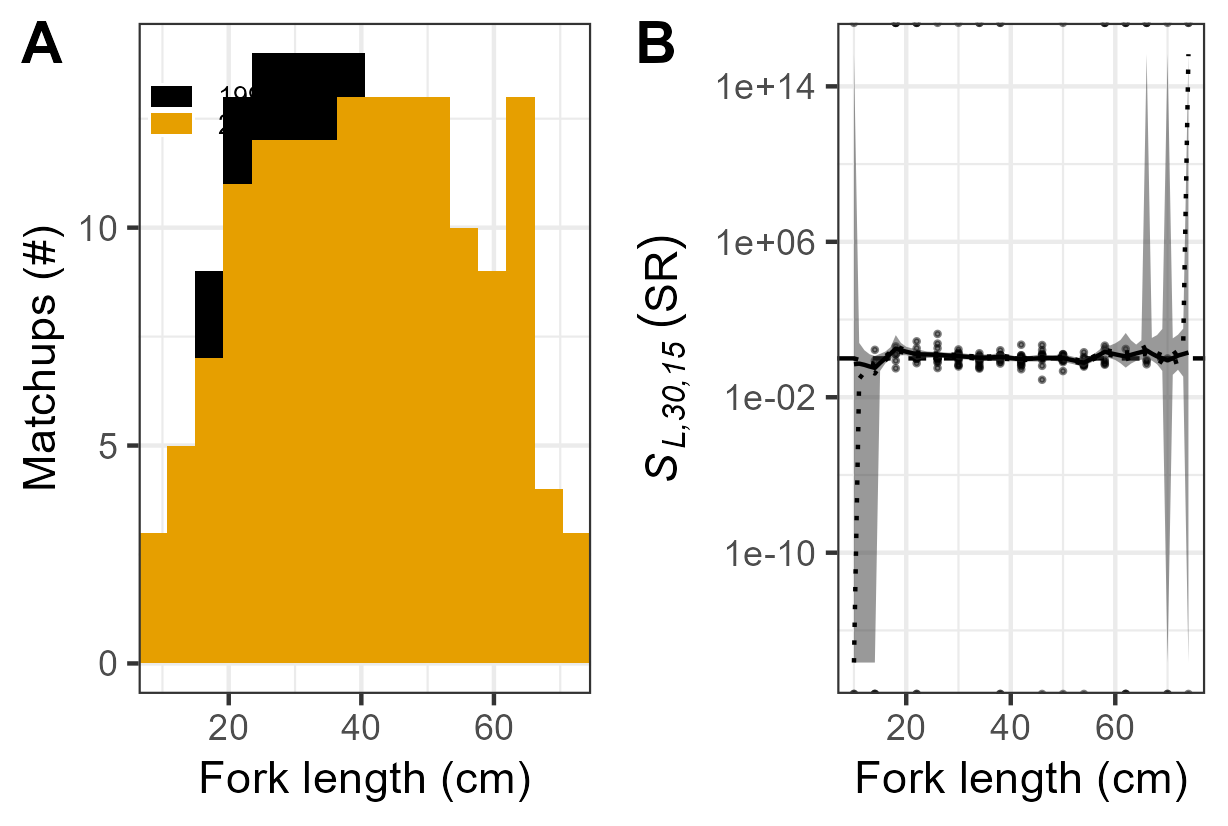 A
Matchups (#)
10
5
0
20 40 60
Fork length (cm)
B
S L,30,15 (SR)
1e+14
1e+06
1e-02
1e-10
20 40 60
Fork length (cm)